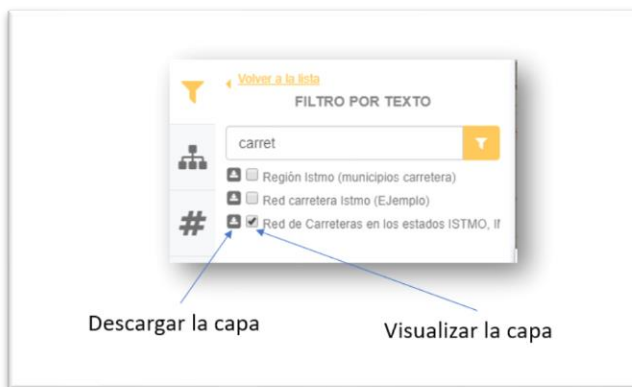 Volver a la lista
FILTRO POR TEXTO
carret
Región Istmo (municipios carretera)
Red carretera Istmo (EJemplo)
#
Red de Carreteras en los estados ISTMO, II
Descargar la capa
Visualizar la capa